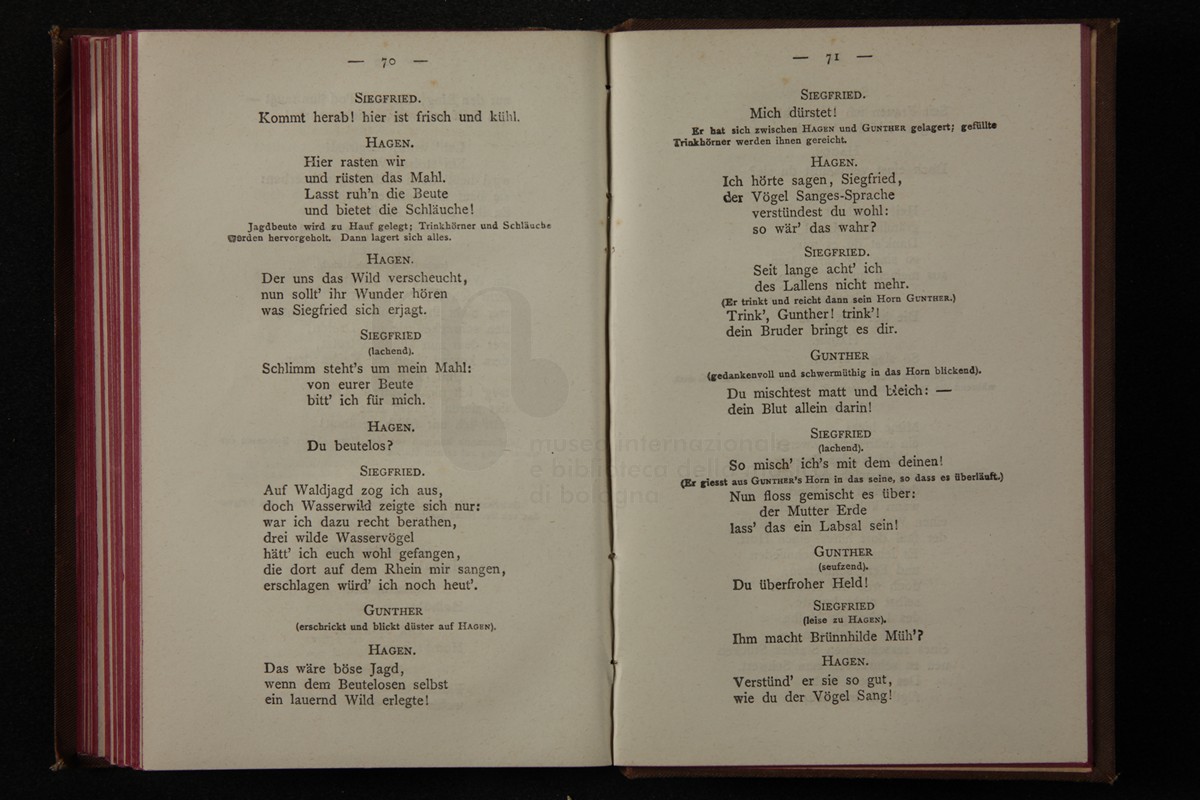 — 70 —
SIEGFRIED.
Kommt herab! hier ist frisch und kühl.
HAGEN.
Hier rasten wir
und rüsten das Mahl.
Lasst ruh'n die Beute
und bietet die Schläuche!
Jagdbeute wird zu Hauf gelegt; Trinkhörner und Schläuche
werden hervorgeholt. Dann lagert sich alles.
HAGEN.
Der uns das Wild verscheucht,
nun sollt' ihr Wunder hören
was Siegfried sich erjagt.
SIEGFRIED
(lachend).
Schlimm steht's um mein Mahl:
von eurer Beute
bitt' ich für mich.
HAGEN.
Du beutelos?
SIEGFRIED.
Auf Waldjagd zog ich aus,
doch Wasserwild zeigte sich nur:
war ich dazu recht berathen,
drei wilde Wasservögel
hätt' ich euch wohl gefangen,
die dort auf dem Rhein mir sangen,
erschlagen würd' ich noch heut'.
GUNTHER
(erschrickt und blickt düster auf HAGEN).
HAGEN.
Das wäre böse Jagd,
wenn dem Beutelosen selbst
ein lauernd Wild erlegte!
— 71 —
SIEGFRIED.
Mich dürstet!
Er hat sich zwischen HAGEN und GUNTHER gelagert; gefüllte
Trinkhörner werden ihnen gereicht.
HAGEN.
Ich hörte sagen, Siegfried,
der Vögel Sanges-Sprache
verstündest du wohl:
so wär' das wahr?
SIEGFRIED.
Seit lange acht' ich
des Lallens nicht mehr.
(Er trinkt und reicht dann sein Horn GUNTHER.)
Trink', Gunther! trink'!
dein Bruder bringt es dir.
GUNTHER
(gedankenvoll und schwermüthig in das Horn blickend).
Du mischtest matt und bleich: —
dein Blut allein darin!
SIEGFRIED
(lachend).
So misch' ich's mit dem deinen!
(Er giesst aus GUNTHER'S Horn in das seine, so dass es überläuft.)
Nun floss gemischt es über:
der Mutter Erde
lass' das ein Labsal sein!
GUNTHER
(seufzend).
Du überfroher Held!
SIEGFRIED
(leise zu HAGEN).
Ihm macht Brünnhilde Müh'?
HAGEN.
Verstünd' er sie so gut,
wie du der Vögel Sang!
museo internazionale
e biblioteca della musica
di bologna